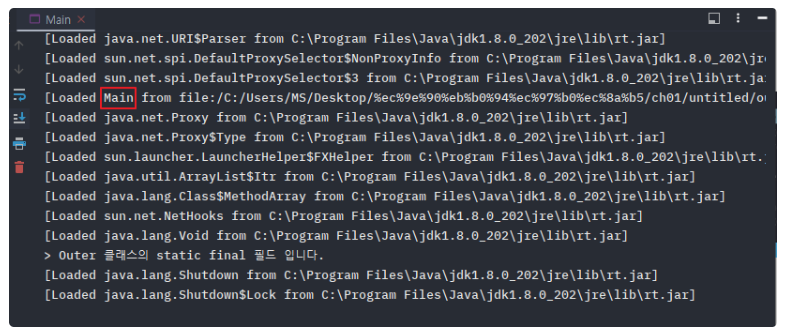 Main
[Loaded java.net.URI$Parser from C:\Program Files\Java\jdk1.8.0_202\jre\lib\rt.jar]
[Loaded sun.net.spi.DefaultProxySelector$NonProxyInfo from C:\Program Files\Java\jdk1.8.0_202\jr
[Loaded sun.net.spi.DefaultProxySelector$3 from C:\Program Files\Java\jdk1.8.0_202\jre\lib\rt.ja
[Loaded Main from file:/C:/Users/MS/Desktop/%ec%9e%90%eb%b0%94%ec%97%b0%ec%8a%b5/ch01/untitled/ou
[Loaded java.net.Proxy from C:\Program Files\Java\jdk1.8.0_202\jre\lib\rt.jar]
[Loaded java.net.Proxy$Type from C:\Program Files\Java\jdk1.8.0_202\jre\lib\rt.jar]
[Loaded sun.launcher.LauncherHelper$FXHelper from C:\Program Files\Java\jdk1.8.0_202\jre\lib\rt.
[Loaded java.util.ArrayList$Itr from C:\Program Files\Java\jdk1.8.0_202\jre\lib\rt.jar]
[Loaded java.lang.Class$MethodArray from C:\Program Files\Java\jdk1.8.0_202\jre\lib\rt.jar]
[Loaded sun.net.NetHooks from C:\Program Files\Java\jdk1.8.0_202\jre\lib\rt.jar]
[Loaded java.lang.Void from C:\Program Files\Java\jdk1.8.0_202\jre\lib\rt.jar]
> Outer 클래스의 static final 필드 입니다.
[Loaded java.lang.Shutdown from C:\Program Files\Java\jdk1.8.0_202\jre\lib\rt.jar]
[Loaded java.lang.Shutdown$Lock from C:\Program Files\Java\jdk1.8.0_202\jre\lib\rt.jar]